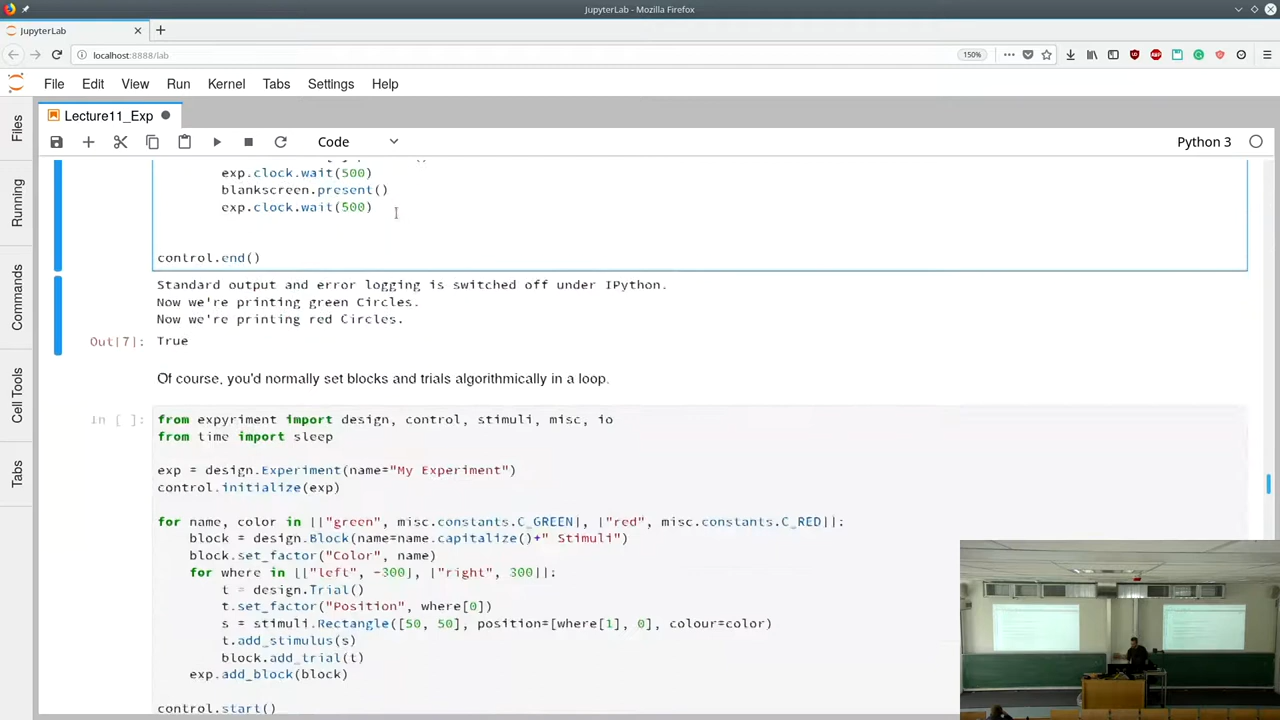 JupyterLab - Mozilla Firefox
JupyterLab
localhost:8888/lab
150%
File Edit View Run Kernel Tabs Settings Help
Lecture11_Exp
Code
Python 3
Files
Running
Commands
Cell Tools
Tabs
exp.clock.wait(500)
blankscreen.present()
exp.clock.wait(500)
control.end()
Standard output and error logging is switched off under IPython.
Now we're printing green Circles.
Now we're printing red Circles.
Out[7]: True
Of course, you'd normally set blocks and trials algorithmically in a loop.
In [ ]:
from expyriment import design, control, stimuli, misc, io
from time import sleep
exp = design.Experiment(name="My Experiment")
control.initialize(exp)
for name, color in [["green", misc.constants.C_GREEN], ["red", misc.constants.C_RED]]:
block = design.Block(name=name.capitalize()+" Stimuli")
block.set_factor("Color", name)
for where in [["left", -300], ["right", 300]]:
t = design.Trial()
t.set_factor("Position", where[0])
s = stimuli.Rectangle([50, 50], position=[where[1], 0], colour=color)
t.add_stimulus(s)
block.add_trial(t)
exp.add_block(block)
control.start()